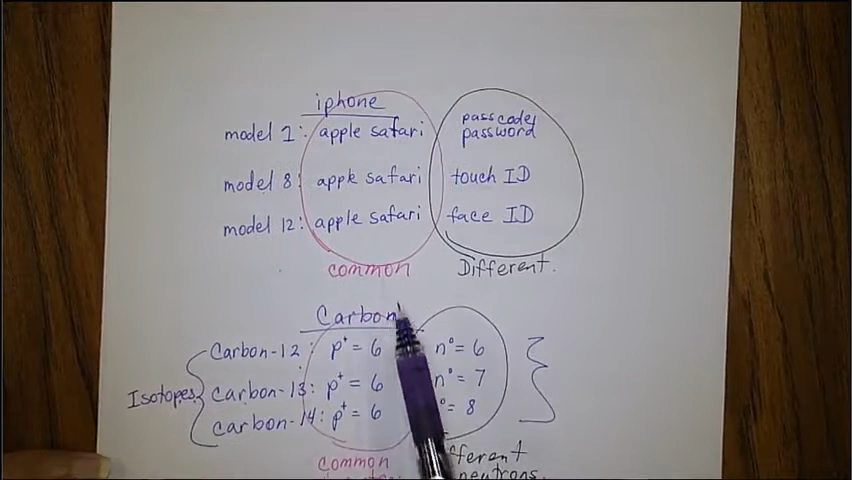 iphone
model 1: apple safari passcode, password
model 8: apple safari touch ID
model 12: apple safari face ID
common Different.
Carbon
Carbon-12: p⁺ = 6 n° = 6
Isotopes carbon-13: p⁺ = 6 n° = 7
carbon-14: p⁺ = 6 ° = 8
common fferent
neutrons.